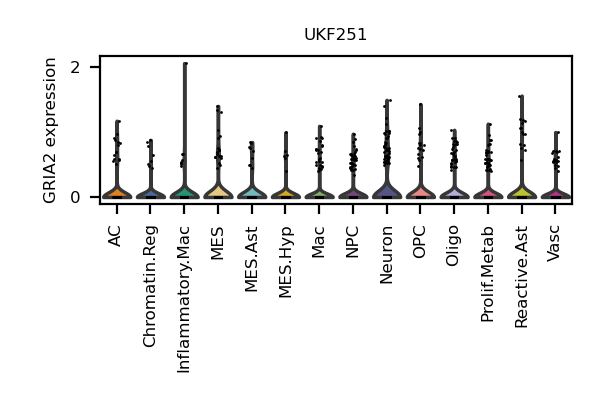 UKF251
GRIA2 expression
2
0
AC
Chromatin.Reg
Inflammatory.Mac
MES
MES.Ast
MES.Hyp
Mac
NPC
Neuron
OPC
Oligo
Prolif.Metab
Reactive.Ast
Vasc